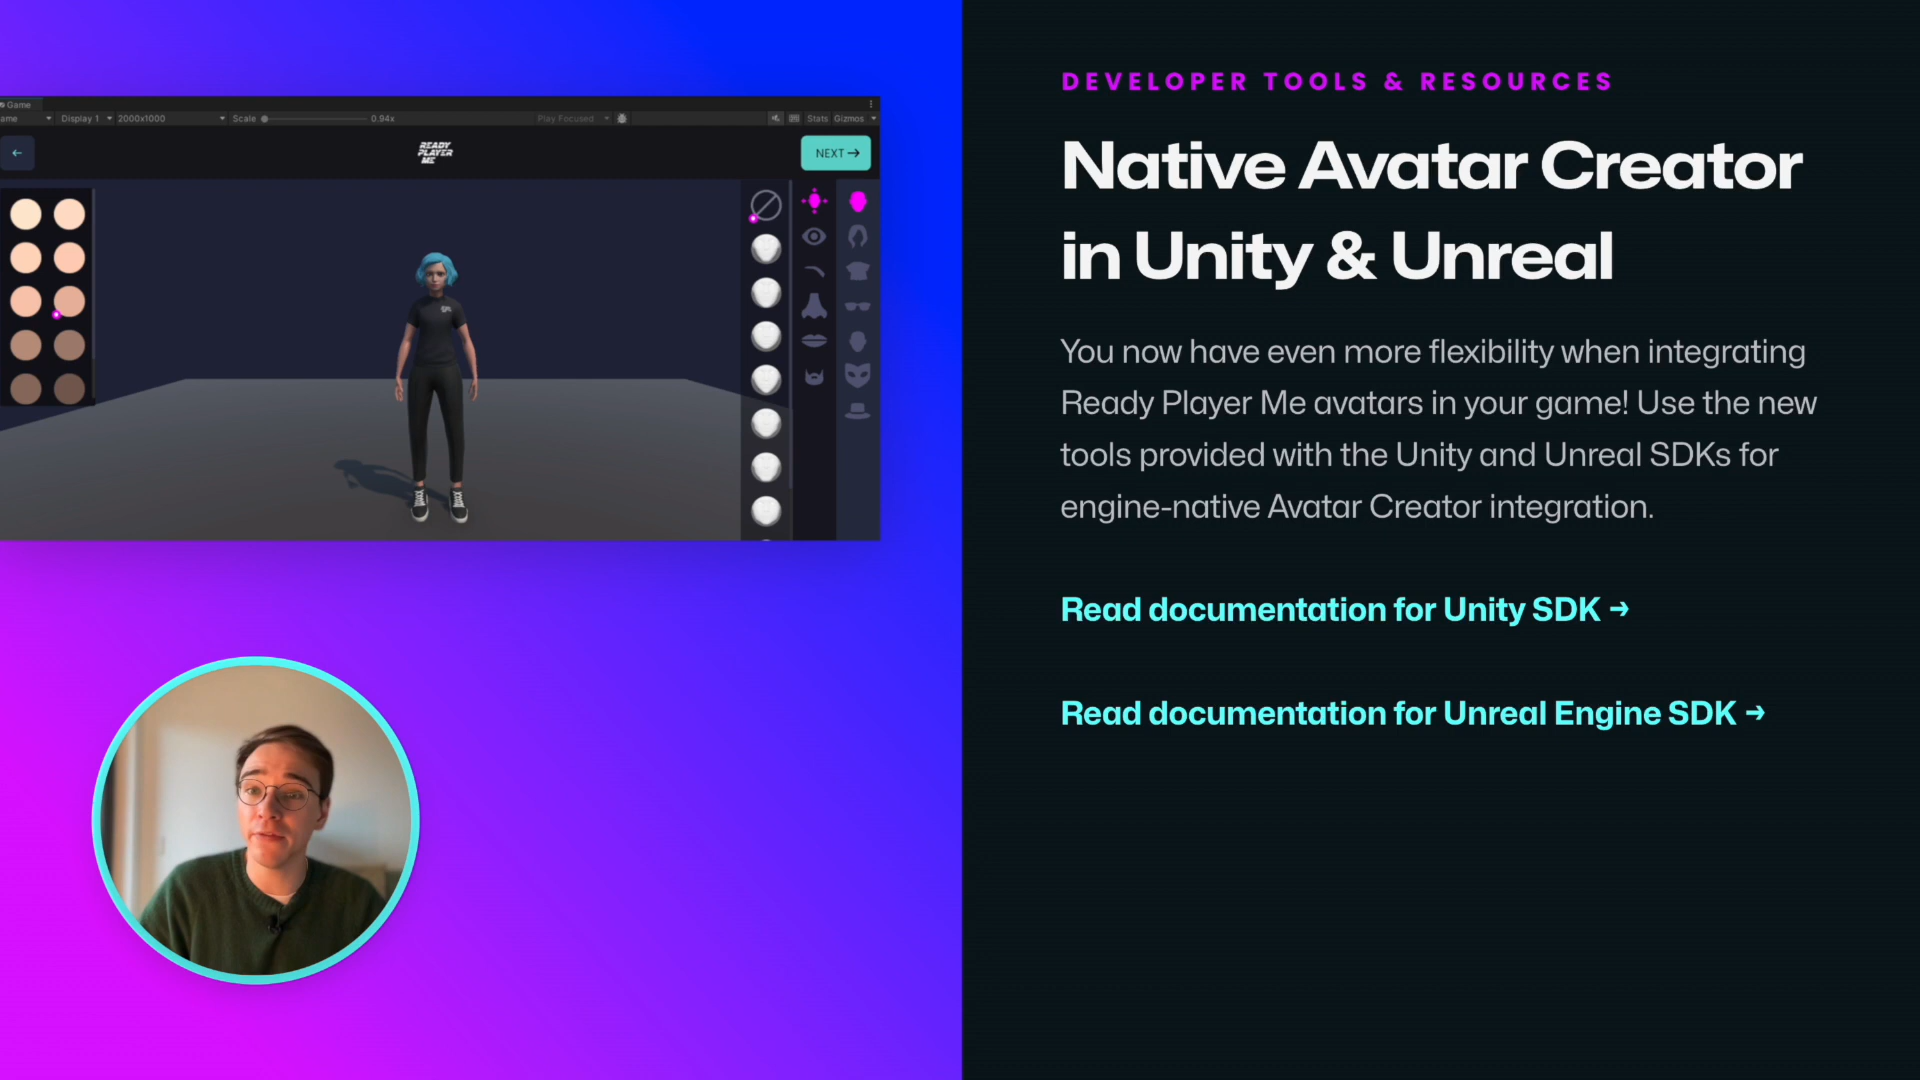 Game
ame
Display 1
2000x1000
Scale
0.94x
Play Focused
Stats
Gizmos
READY
PLAYER
ME
NEXT →
DEVELOPER TOOLS & RESOURCES
Native Avatar Creator
in Unity & Unreal
You now have even more flexibility when integrating
Ready Player Me avatars in your game! Use the new
tools provided with the Unity and Unreal SDKs for
engine-native Avatar Creator integration.
Read documentation for Unity SDK →
Read documentation for Unreal Engine SDK →